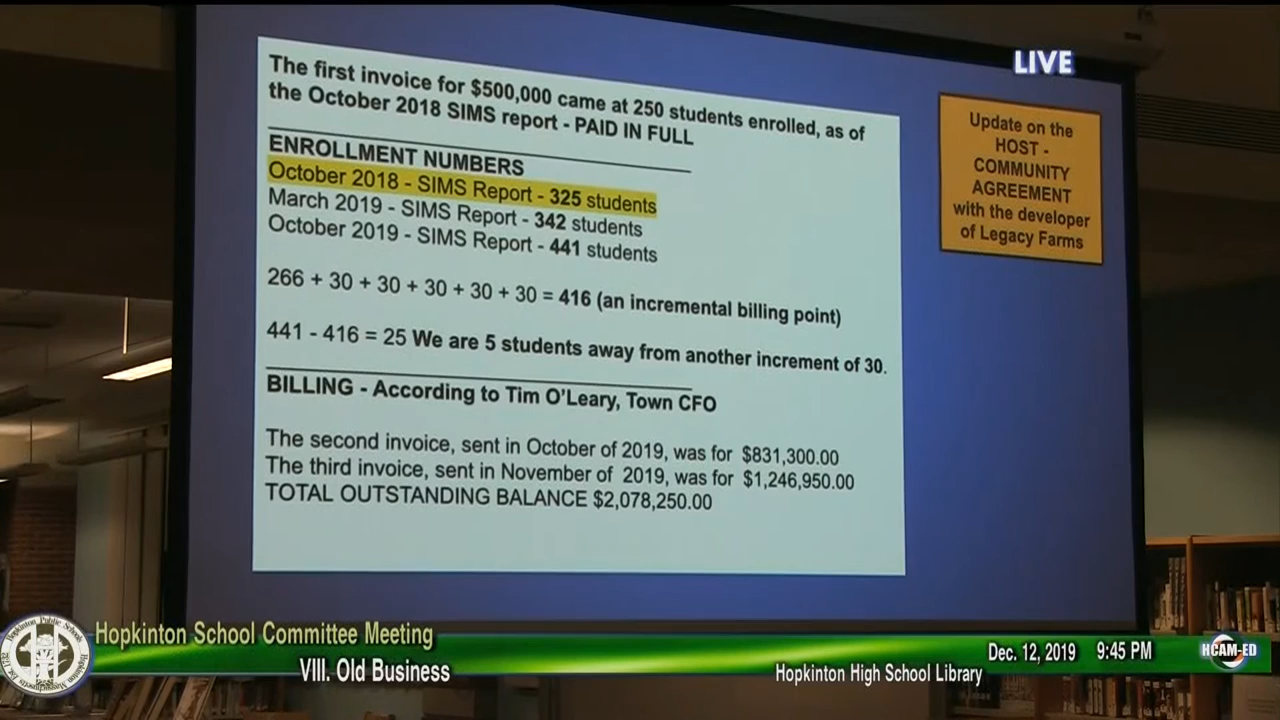 LIVE
The first invoice for $500,000 came at 250 students enrolled, as of
the October 2018 SIMS report - PAID IN FULL
ENROLLMENT NUMBERS
October 2018 - SIMS Report - 325 students
March 2019 - SIMS Report - 342 students
October 2019 - SIMS Report - 441 students
266 + 30 + 30 + 30 + 30 + 30 = 416 (an incremental billing point)
441 - 416 = 25 We are 5 students away from another increment of 30.
BILLING - According to Tim O'Leary, Town CFO
The second invoice, sent in October of 2019, was for $831,300.00
The third invoice, sent in November of 2019, was for $1,246,950.00
TOTAL OUTSTANDING BALANCE $2,078,250.00
Update on the
HOST -
COMMUNITY
AGREEMENT
with the developer
of Legacy Farms
Hopkinton Public Schools
H
Hopkinton School Committee Meeting
VIII. Old Business
Hopkinton High School Library
Dec. 12, 2019 9:45 PM
HCAM-ED